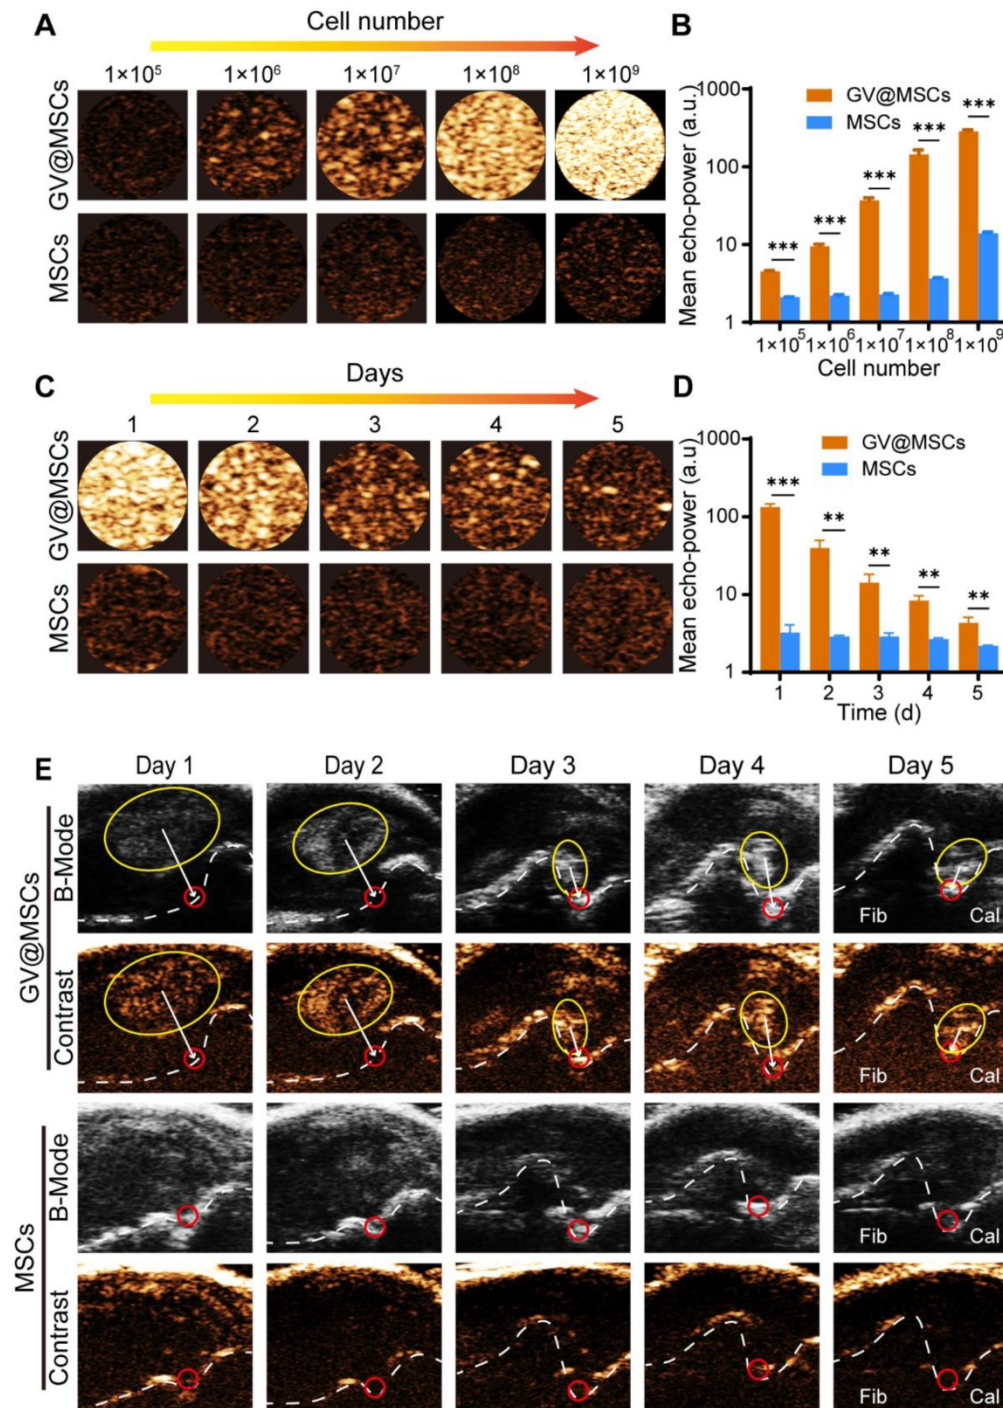 A
Cell number
1×10⁵ 1×10⁶ 1×10⁷ 1×10⁸ 1×10⁹
GV@MSCs
MSCs
B
Mean echo-power (a.u.)
1000
100
10
1
GV@MSCs
MSCs
*** *** *** *** ***
1×10⁵ 1×10⁶ 1×10⁷ 1×10⁸ 1×10⁹
Cell number
C
Days
1 2 3 4 5
GV@MSCs
MSCs
D
Mean echo-power (a.u)
1000
100
10
1
GV@MSCs
MSCs
*** ** ** ** **
1 2 3 4 5
Time (d)
E
Day 1 Day 2 Day 3 Day 4 Day 5
GV@MSCs
B-Mode
Fib Cal
Contrast
Fib Cal
MSCs
B-Mode
Fib Cal
Contrast
Fib Cal